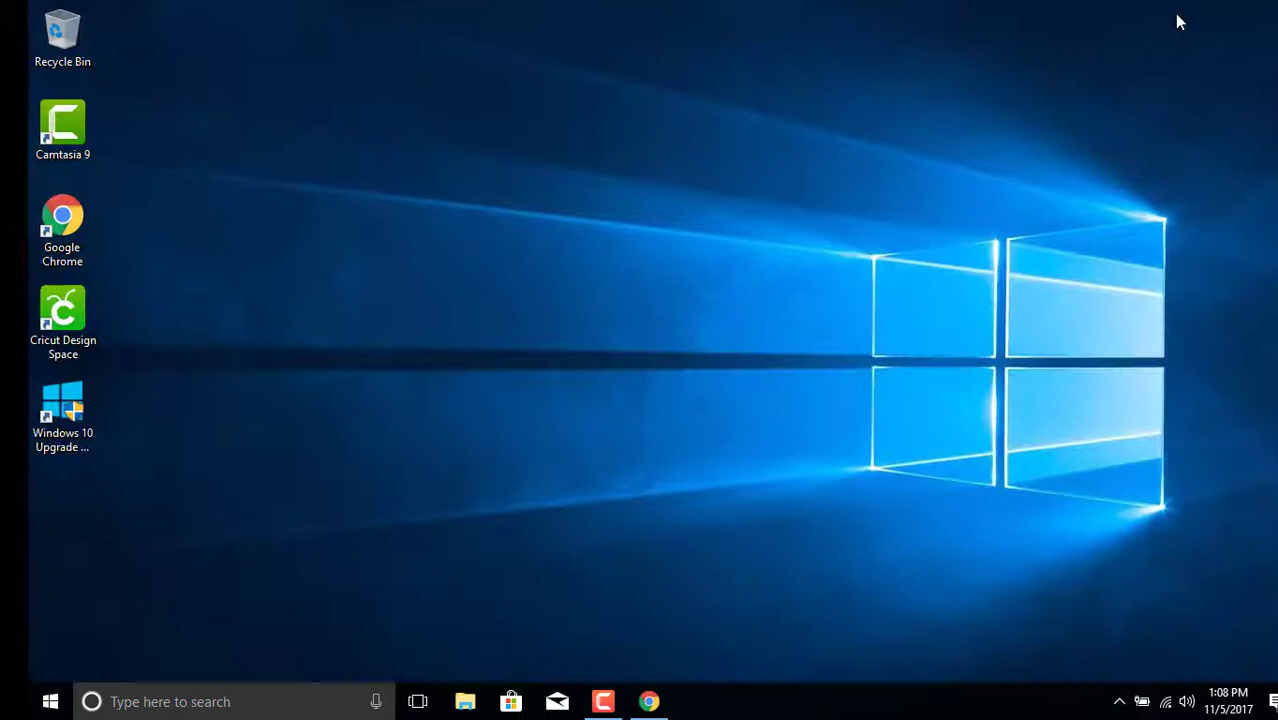 Recycle Bin
Camtasia 9
Google
Chrome
Cricut Design
Space
Windows 10
Upgrade ...
Type here to search
1:08 PM
11/5/2017